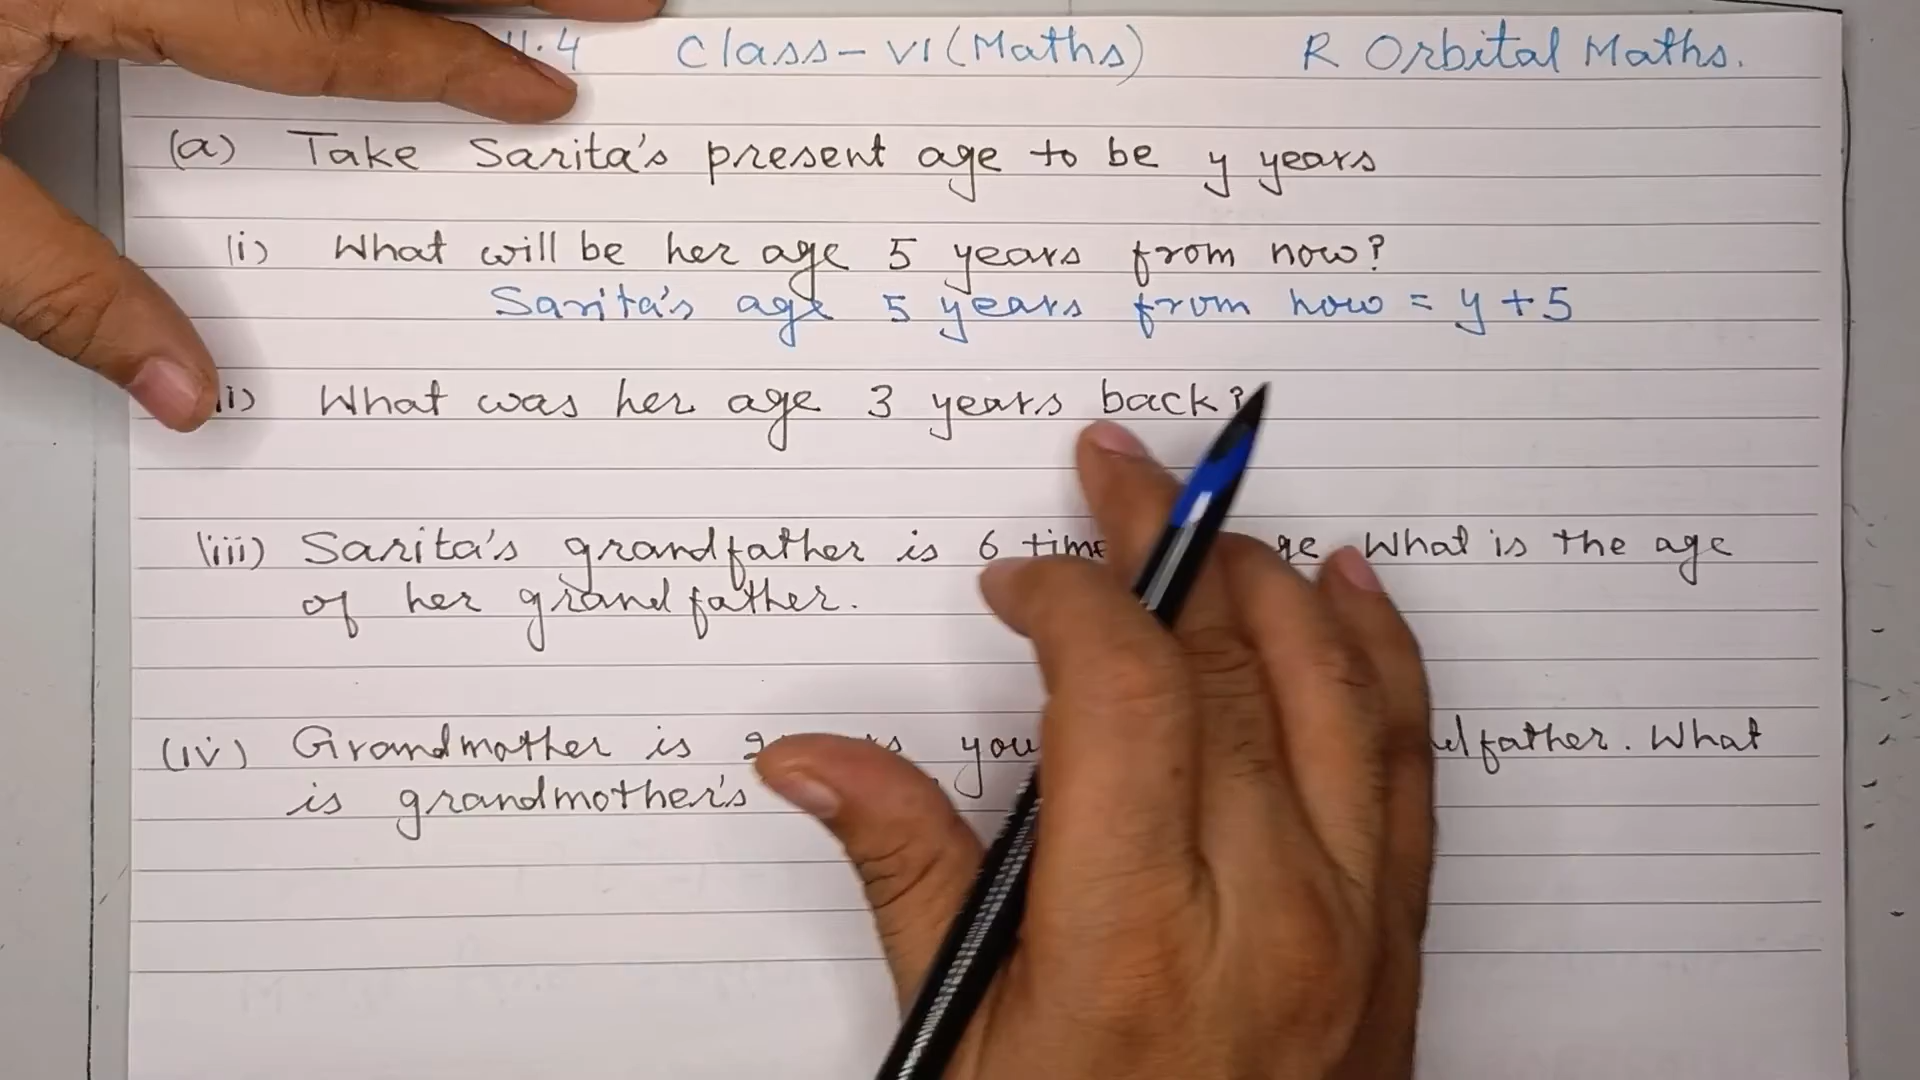 11.4 Class-VI (Maths) R Orbital Maths.
(a) Take Sarita's present age to be y years
(i) What will be her age 5 years from now?
Sarita's age 5 years from now = y + 5
What was her age 3 years back?
(iii) Sarita's grandfather is 6 What is the age
of her grandfather.
(iv) Grandmother is What
is grandmother's